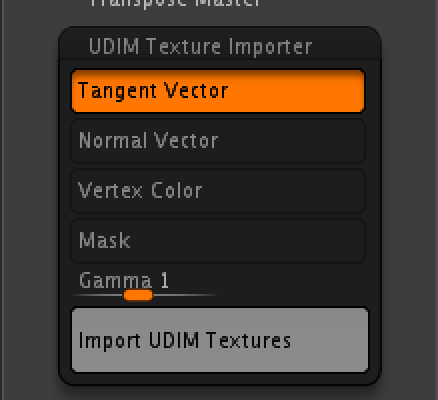 Transpose Master
UDIM Texture Importer
Tangent Vector
Normal Vector
Vertex Color
Mask
Gamma 1
Import UDIM Textures